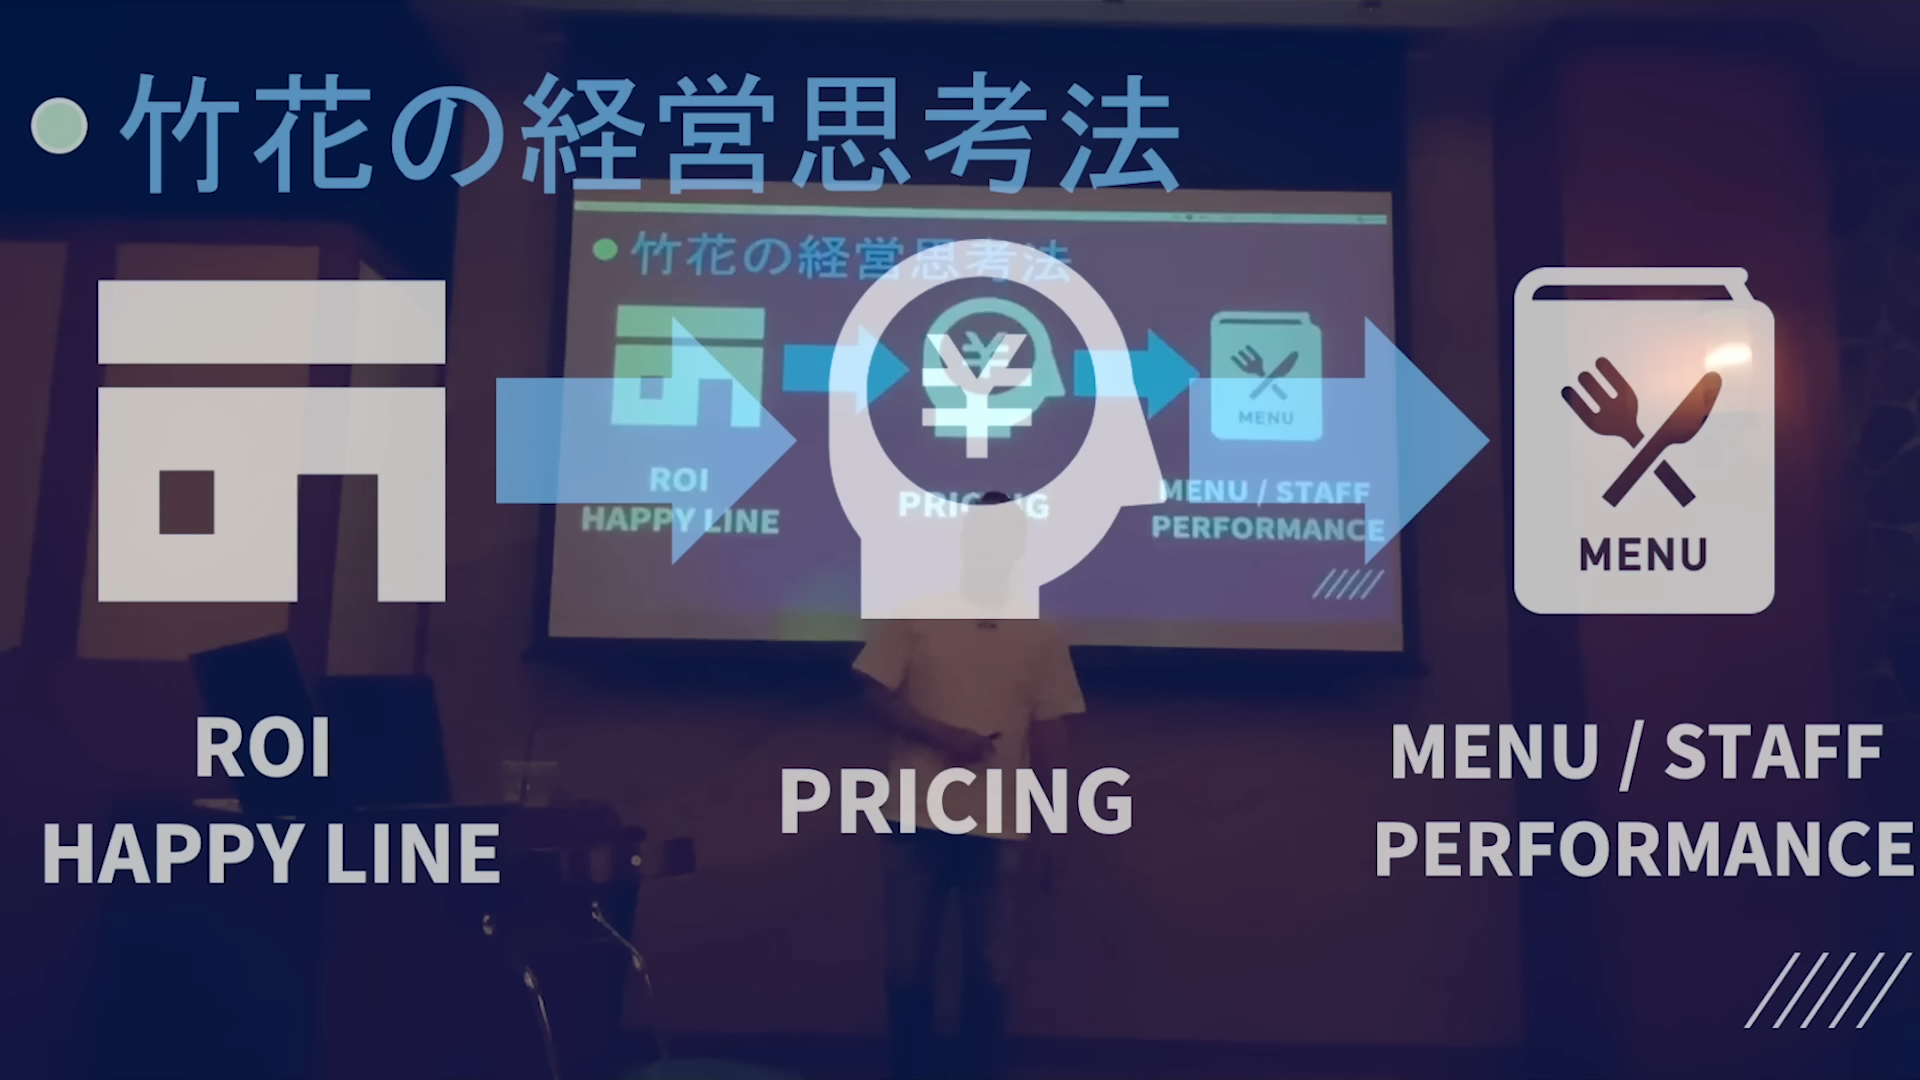 竹花の経営思考法
ROI
HAPPY LINE
¥
PRICING
MENU
MENU / STAFF
PERFORMANCE
竹花の経営思考法
ROI
HAPPY LINE
¥
PRICING
MENU
MENU / STAFF
PERFORMANCE